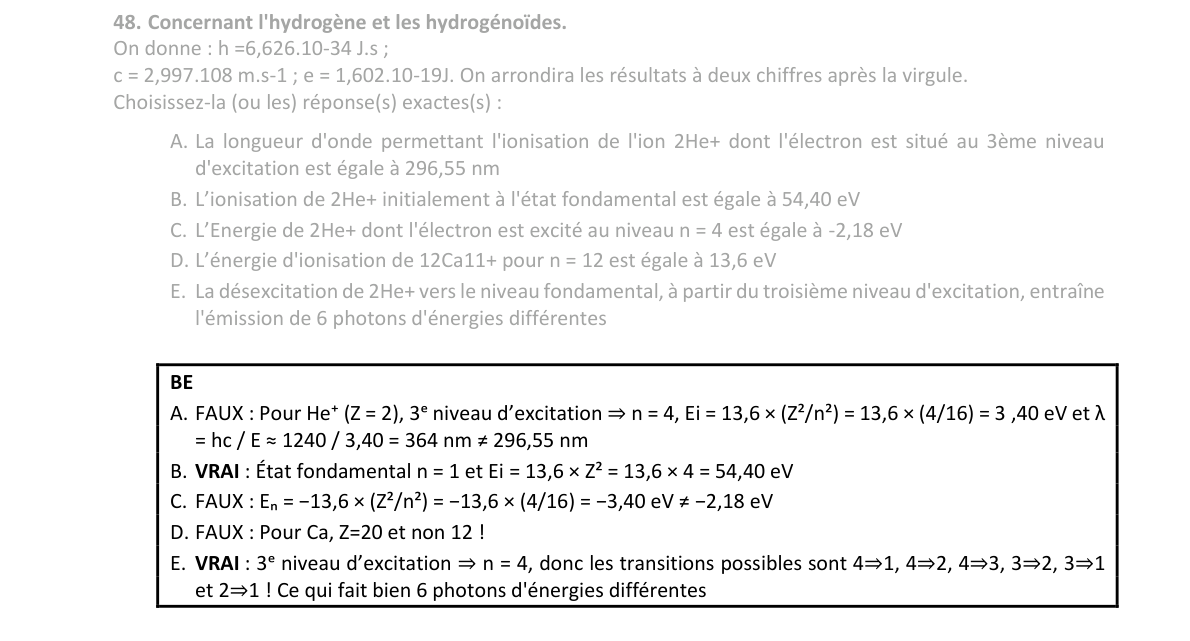 48. Concernant l'hydrogène et les hydrogénoïdes.
On donne : h =6,626.10-34 J.s ;
c = 2,997.108 m.s-1 ; e = 1,602.10-19J. On arrondira les résultats à deux chiffres après la virgule.
Choisissez-la (ou les) réponse(s) exactes(s) :
A. La longueur d'onde permettant l'ionisation de l'ion 2He+ dont l'électron est situé au 3ème niveau
d'excitation est égale à 296,55 nm
B. L’ionisation de 2He+ initialement à l'état fondamental est égale à 54,40 eV
C. L’Energie de 2He+ dont l'électron est excité au niveau n = 4 est égale à -2,18 eV
D. L’énergie d'ionisation de 12Ca11+ pour n = 12 est égale à 13,6 eV
E. La désexcitation de 2He+ vers le niveau fondamental, à partir du troisième niveau d'excitation, entraîne
l'émission de 6 photons d'énergies différentes
BE
A. FAUX : Pour He⁺ (Z = 2), 3ᵉ niveau d’excitation ⇒ n = 4, Ei = 13,6 × (Z²/n²) = 13,6 × (4/16) = 3 ,40 eV et λ
= hc / E ≈ 1240 / 3,40 = 364 nm ≠ 296,55 nm
B. VRAI : État fondamental n = 1 et Ei = 13,6 × Z² = 13,6 × 4 = 54,40 eV
C. FAUX : Eₙ = −13,6 × (Z²/n²) = −13,6 × (4/16) = −3,40 eV ≠ −2,18 eV
D. FAUX : Pour Ca, Z=20 et non 12 !
E. VRAI : 3ᵉ niveau d’excitation ⇒ n = 4, donc les transitions possibles sont 4⇒1, 4⇒2, 4⇒3, 3⇒2, 3⇒1
et 2⇒1 ! Ce qui fait bien 6 photons d'énergies différentes